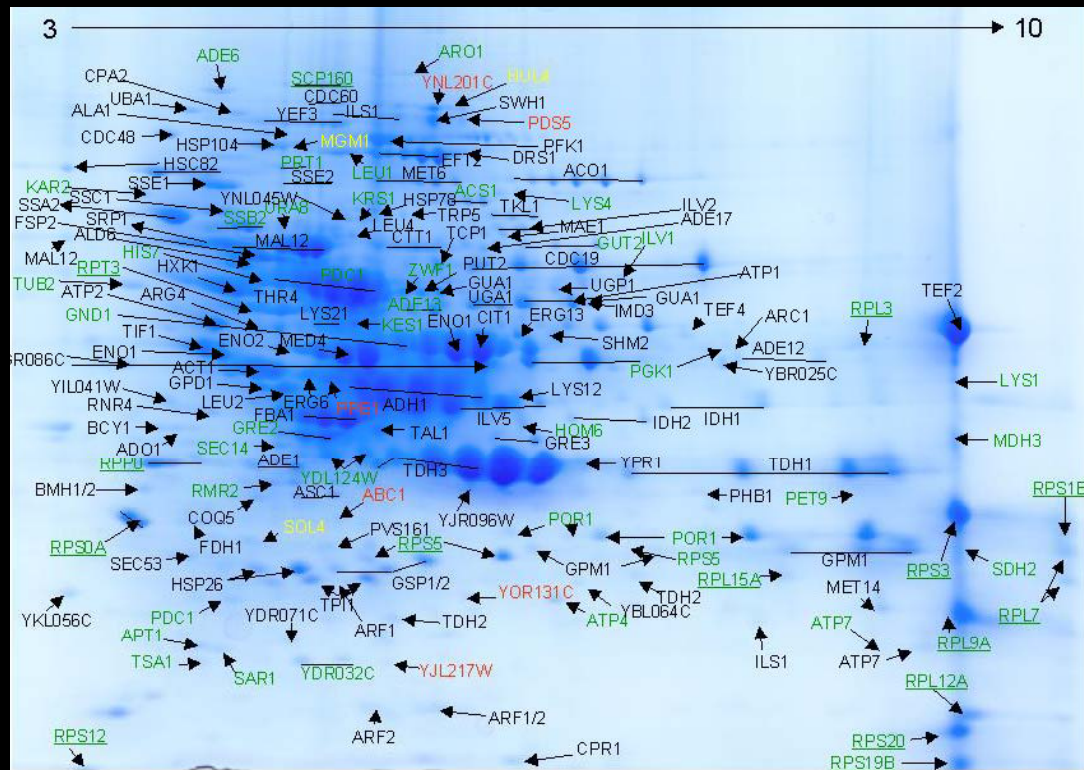 3 10
ADE6 ARO1
CPA2 SCP160 YNL201C HUL4
UBA1 CDC60 SWH1
ALA1 YEF3 ILS1 PDS5
CDC48 HSP104 MGM1 PFK1
HSC82 PRT1 EFT2 DRS1
KAR2 SSE1 SSE2 LEU1 MET6 ACO1
SSC1 YNL045W KRS1 HSP78 ACS1 LYS4
SSA2 SSB2 URA8 TRP5 TKL1 ILV2
FSP2 SRP1 LEU4 MAE1 ADE17
ALD6 MAL12 CTT1 TCP1 GUT2 ILV1
MAL12 HIS7 PUT2 CDC19
RPT3 HXK1 PDC1 ZWF1 GUA1 UGP1 ATP1
TUB2 ATP2 ARG4 THR4 ADE13 UGA1 GUA1
GND1 LYS21 KES1 ENO1 CIT1 ERG13 IMD3 TEF4 TEF2
TIF1 ENO2 MED4 SHM2 ARC1 RPL3
ENO1 ADE12
GR086C ACT1 PGK1 YBR025C
YIL041W GPD1 LYS12 LYS1
RNR4 LEU2 ERG6 PPE1 ADH1 ILV5 IDH2 IDH1
BCY1 FBA1 TAL1 HOM6
ADO1 GRE2 GRE3 MDH3
RPP0 SEC14 ADE1 YDL124W TDH3 YPR1 TDH1
BMH1/2 RMR2 ASC1 ABC1 PHB1 PET9 RPS1B
COQ5 SOL4 PVS161 YJR096W POR1
RPS0A FDH1 RPS5 POR1
SEC53 GPM1 RPS5 GPM1 RPS3 SDH2
HSP26 GSP1/2 RPL15A
YKL056C TPI1 YOR131C TDH2 MET14
PDC1 YDR071C ARF1 TDH2 ATP4 YBL064C ATP7 RPL7
APT1 ILS1 ATP7 RPL9A
TSA1 SAR1 YDR032C YJL217W RPL12A
ARF2 ARF1/2
RPS12 CPR1 RPS20
RPS19B